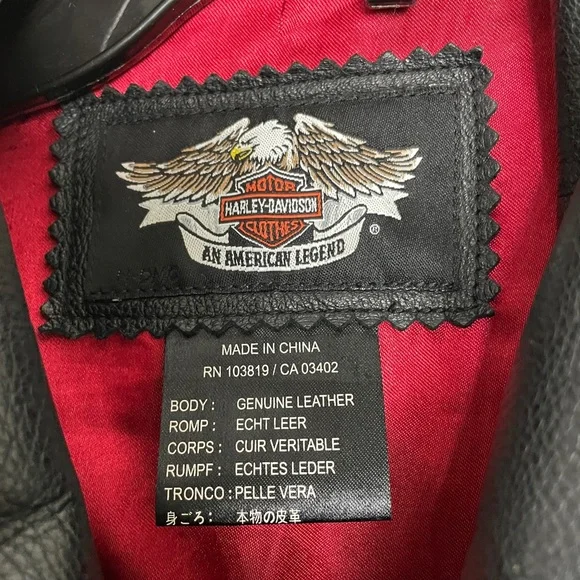 MOTOR
HARLEY-DAVIDSON
CLOTHES
AN AMERICAN LEGEND
®
MADE IN CHINA
RN 103819 / CA 03402
BODY : GENUINE LEATHER
ROMP : ECHT LEER
CORPS : CUIR VERITABLE
RUMPF : ECHTES LEDER
TRONCO : PELLE VERA
身ごろ : 本物の皮革